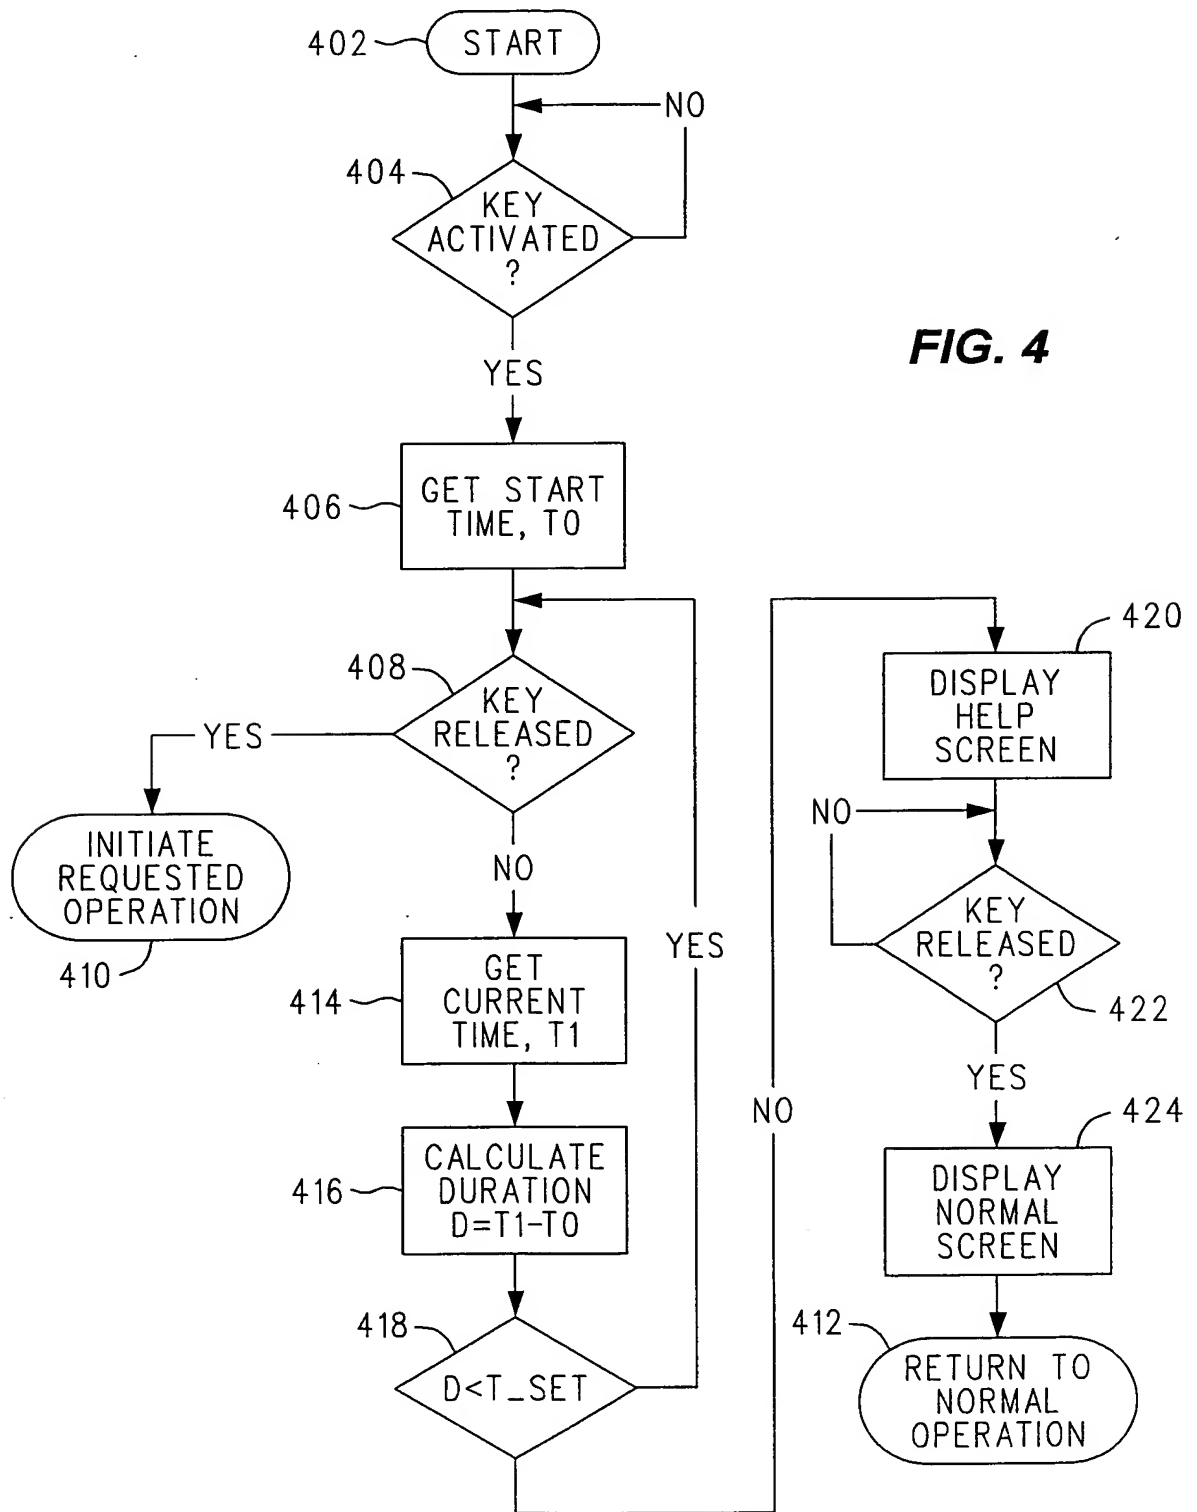 402
START
NO
404
KEY
ACTIVATED
?
YES
FIG. 4
406
GET START
TIME, T0
408
KEY
RELEASED
?
YES
INITIATE
REQUESTED
OPERATION
410
NO
414
GET
CURRENT
TIME, T1
YES
416
CALCULATE
DURATION
D=T1-T0
418
D<T_SET
NO
420
DISPLAY
HELP
SCREEN
NO
KEY
RELEASED
?
422
YES
424
DISPLAY
NORMAL
SCREEN
412
RETURN TO
NORMAL
OPERATION